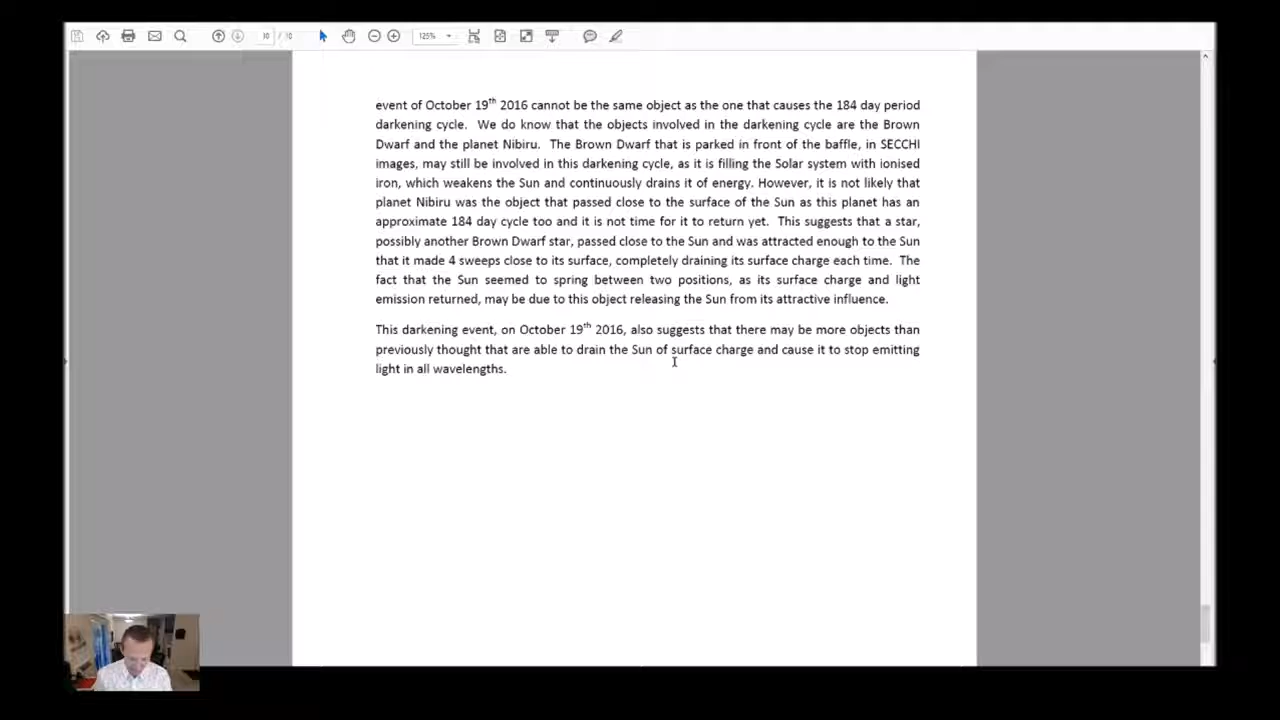 10 / 10 125%
event of October 19th 2016 cannot be the same object as the one that causes the 184 day period
darkening cycle. We do know that the objects involved in the darkening cycle are the Brown
Dwarf and the planet Nibiru. The Brown Dwarf that is parked in front of the baffle, in SECCHI
images, may still be involved in this darkening cycle, as it is filling the Solar system with ionised
iron, which weakens the Sun and continuously drains it of energy. However, it is not likely that
planet Nibiru was the object that passed close to the surface of the Sun as this planet has an
approximate 184 day cycle too and it is not time for it to return yet. This suggests that a star,
possibly another Brown Dwarf star, passed close to the Sun and was attracted enough to the Sun
that it made 4 sweeps close to its surface, completely draining its surface charge each time. The
fact that the Sun seemed to spring between two positions, as its surface charge and light
emission returned, may be due to this object releasing the Sun from its attractive influence.
This darkening event, on October 19th 2016, also suggests that there may be more objects than
previously thought that are able to drain the Sun of surface charge and cause it to stop emitting
light in all wavelengths.